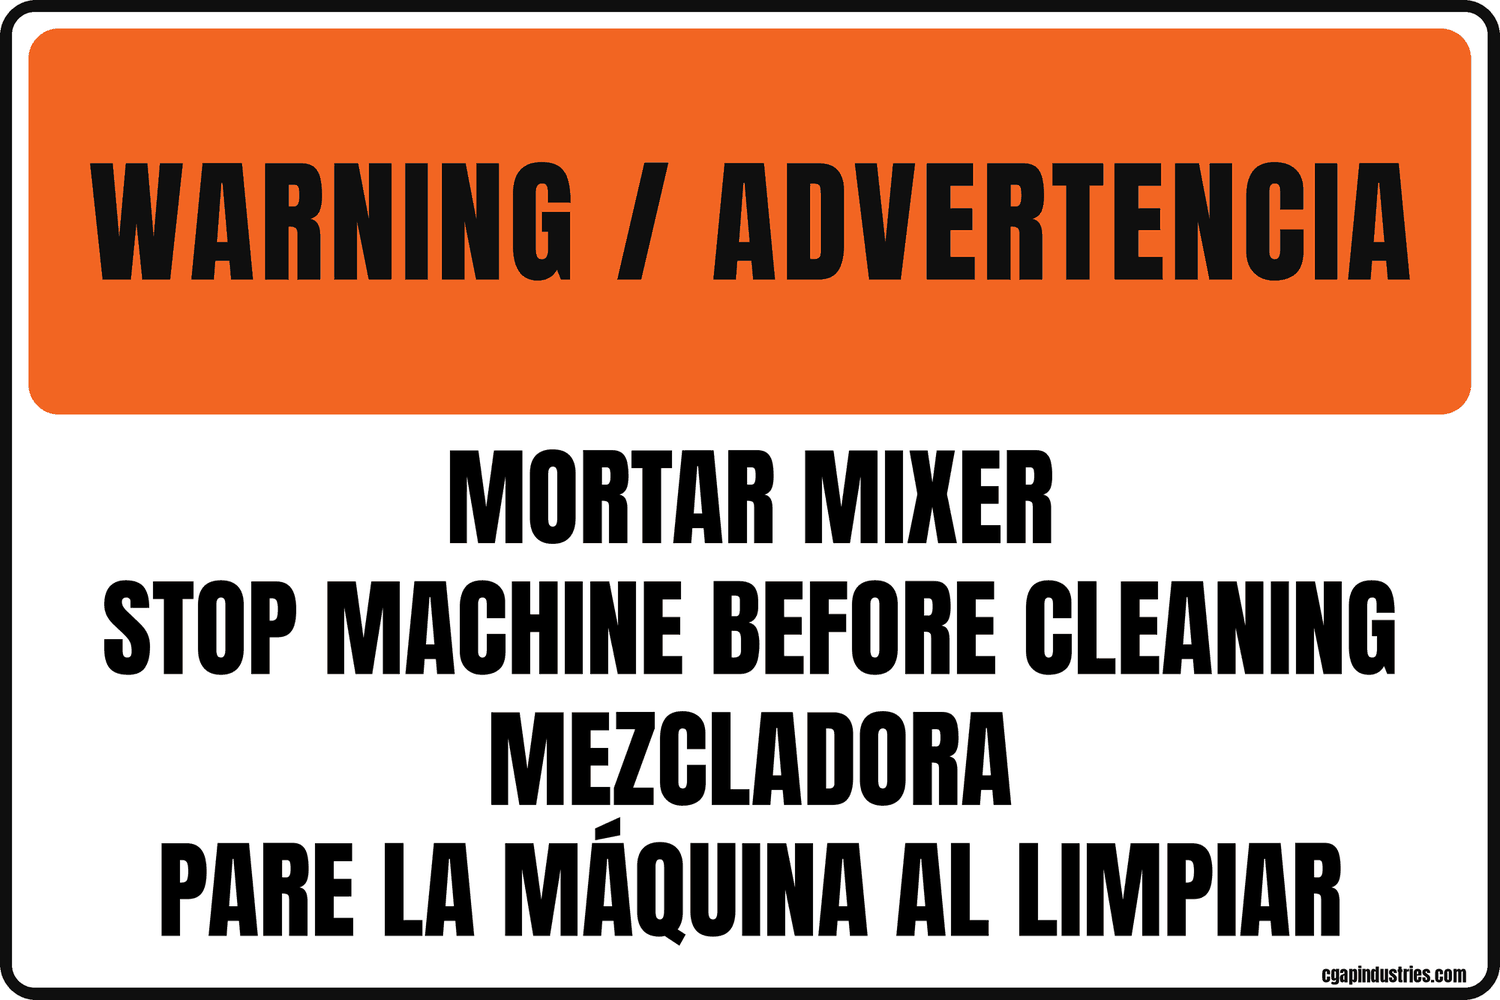 WARNING / ADVERTENCIA
MORTAR MIXER
STOP MACHINE BEFORE CLEANING
MEZCLADORA
PARE LA MÁQUINA AL LIMPIAR
cgapindustries.com